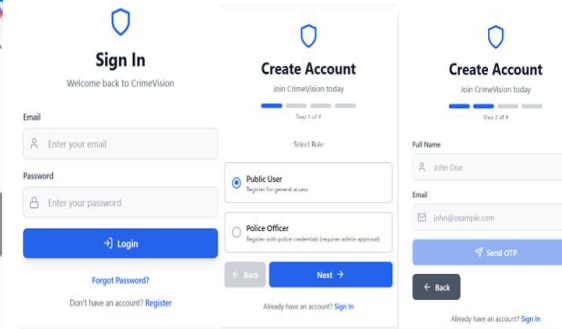 Sign In
Welcome back to CrimeVision
Email
Enter your email
Password
Enter your password
Login
Forgot Password?
Don't have an account? Register
Create Account
Join CrimeVision today
Step 1 of 4
Select Role
Public User
Register for general access
Police Officer
Register with police credentials (requires admin approval)
Back
Next
Already have an account? Sign In
Create Account
Join CrimeVision today
Step 2 of 4
Full Name
John Doe
Email
john@example.com
Send OTP
Back
Already have an account? Sign In